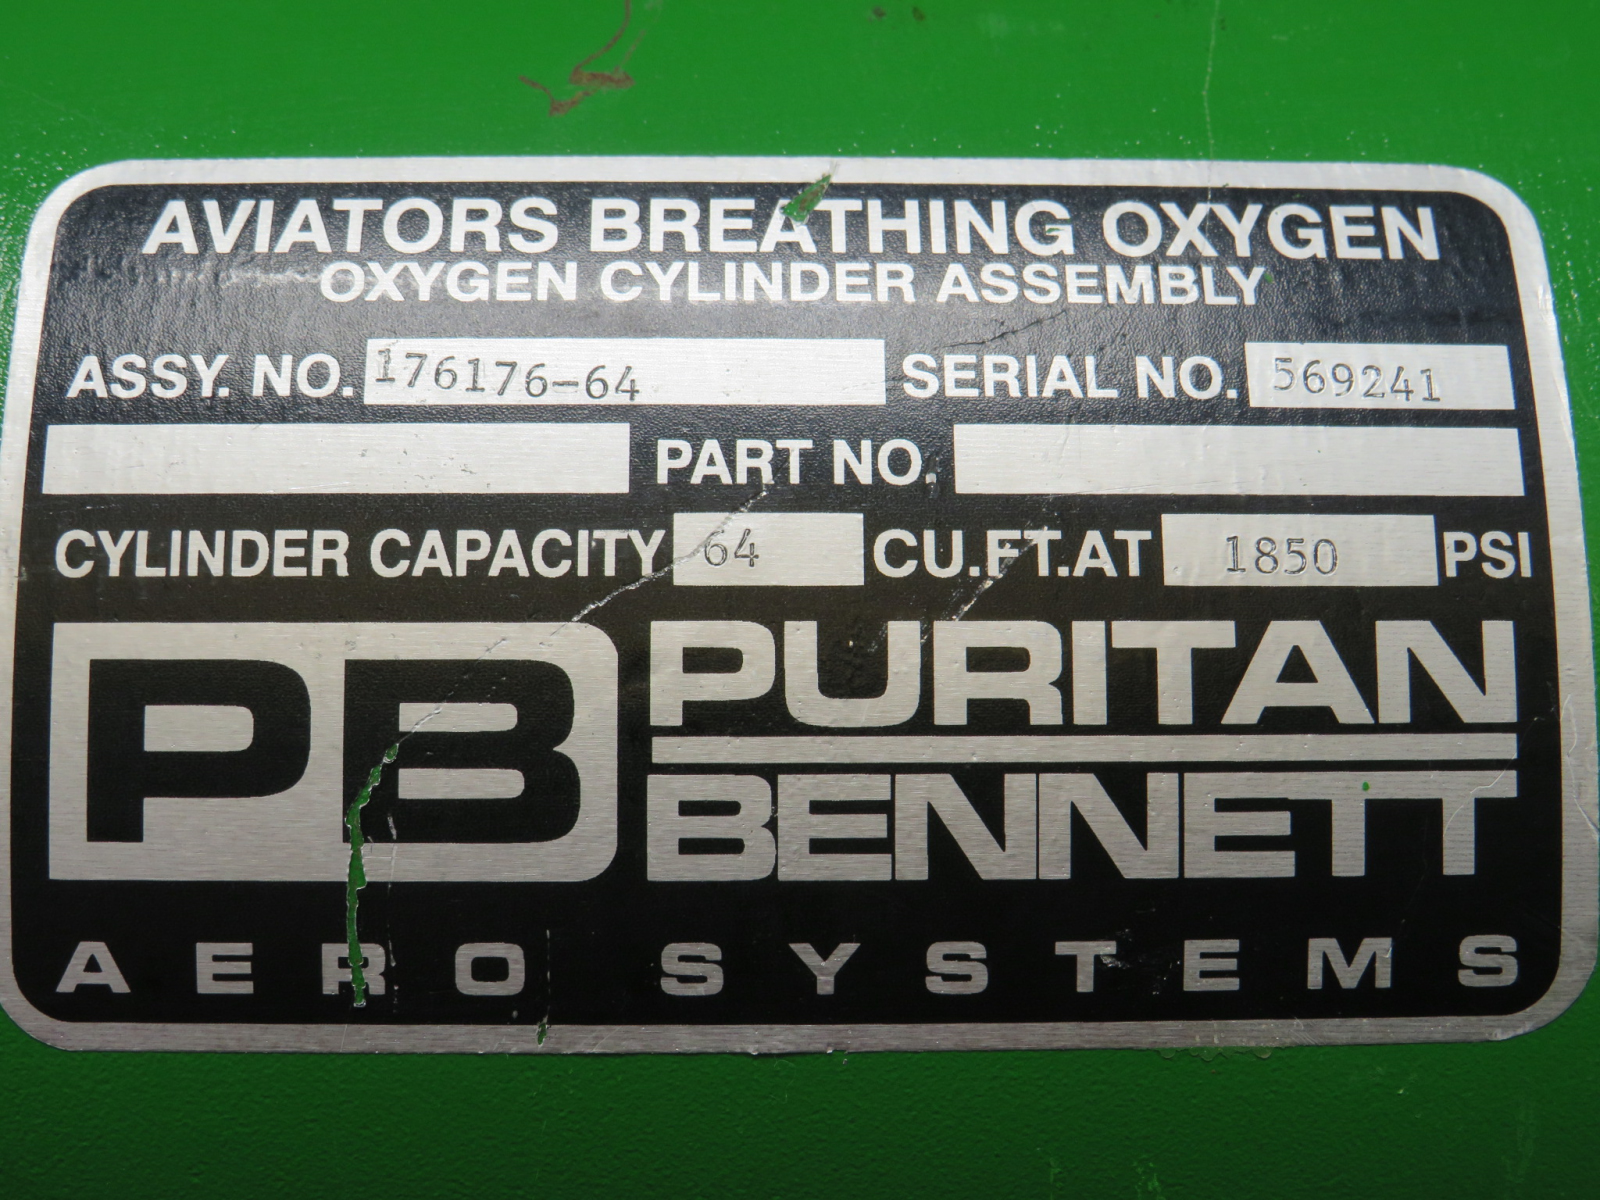 AVIATORS BREATHING OXYGEN
OXYGEN CYLINDER ASSEMBLY
ASSY. NO. 176176-64 SERIAL NO. 569241
PART NO.
CYLINDER CAPACITY 64 CU.FT.AT 1850 PSI
PB PURITAN
BENNETT
AERO SYSTEMS